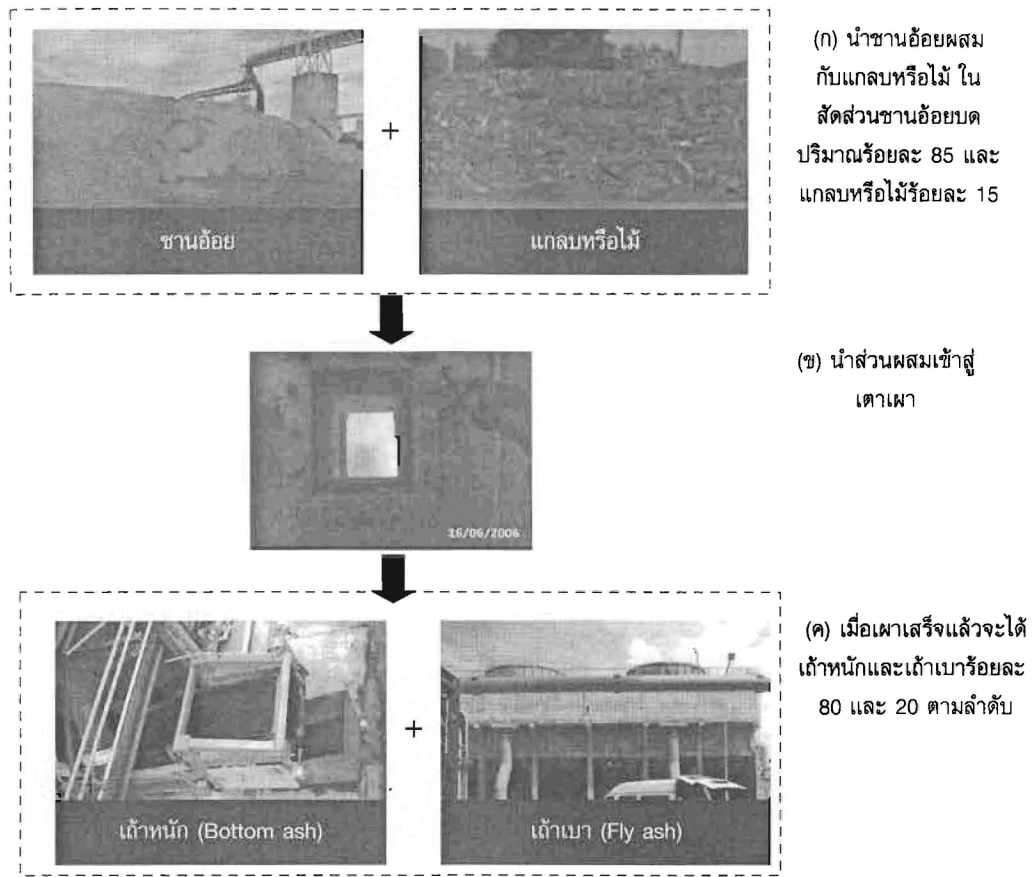 (ก) นำชานอ้อยผสม
กับแกลบหรือไม้ ใน
สัดส่วนชานอ้อยบด
ปริมาณร้อยละ 85 และ
แกลบหรือไม้ร้อยละ 15
+
ชานอ้อย
แกลบหรือไม้
(ข) นำส่วนผสมเข้าสู่
เตาเผา
16/06/2006
(ค) เมื่อเผาเสร็จแล้วจะได้
เถ้าหนักและเถ้าเบาร้อยละ
80 และ 20 ตามลำดับ
+
เถ้าหนัก (Bottom ash)
เถ้าเบา (Fly ash)